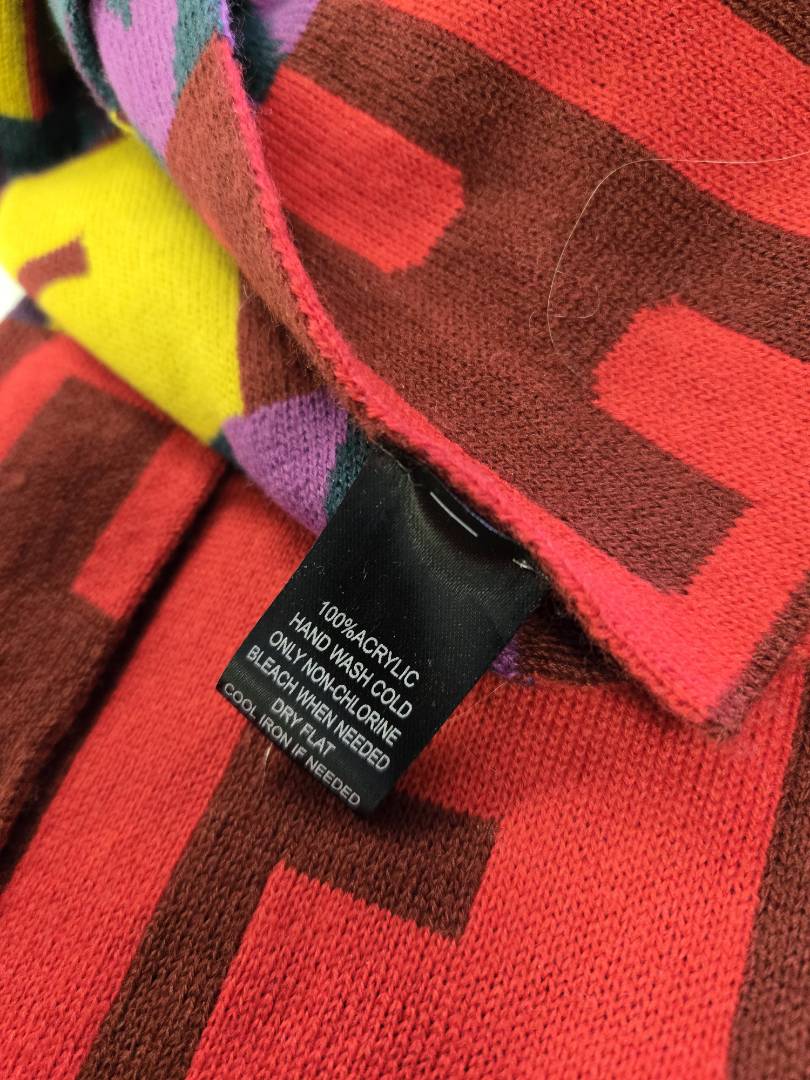 100%ACRYLIC
HAND WASH COLD
ONLY NON-CHLORINE
BLEACH WHEN NEEDED
DRY FLAT
COOL IRON IF NEEDED